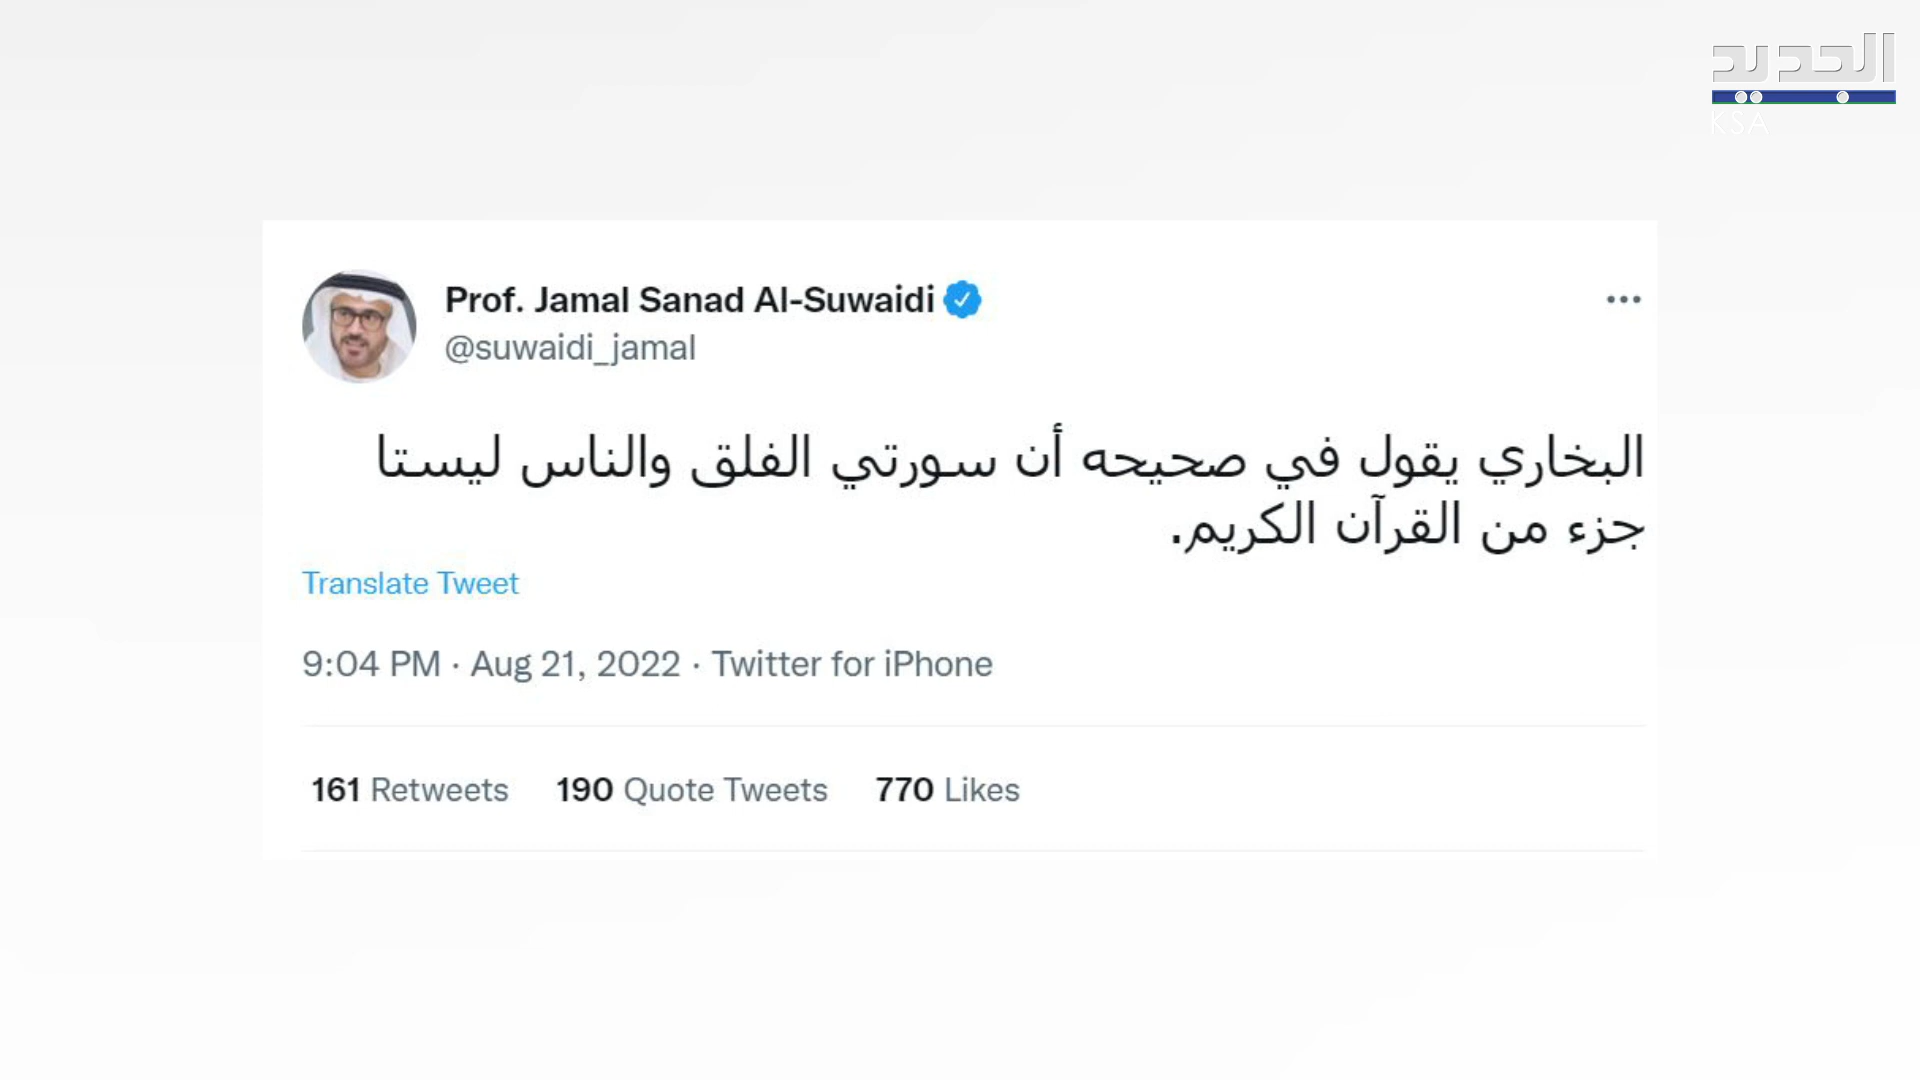 الجديد
KSA
Prof. Jamal Sanad Al-Suwaidi
@suwaidi_jamal
البخاري يقول في صحيحه أن سورتي الفلق والناس ليستا
جزء من القرآن الكريم.
Translate Tweet
9:04 PM · Aug 21, 2022 · Twitter for iPhone
161 Retweets 190 Quote Tweets 770 Likes